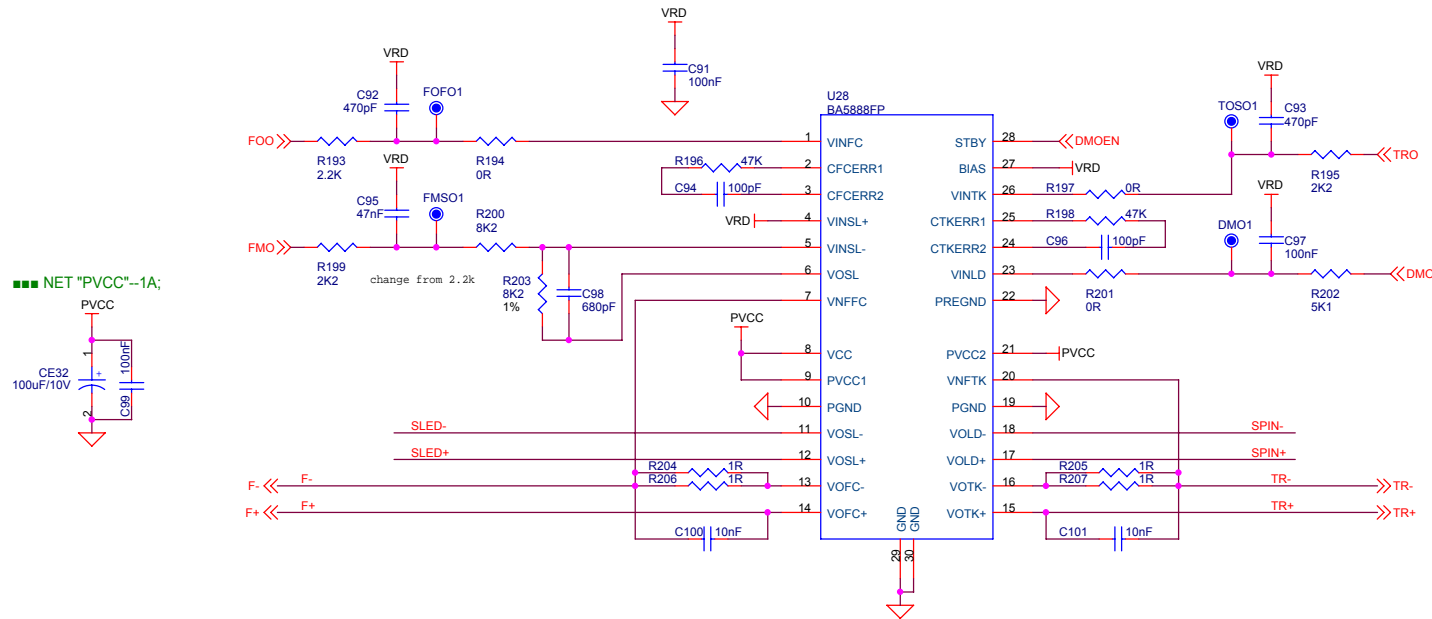 VRD
C91
100nF
VRD
C92
470pF
FOFO1
FOO
R193
2.2K
R194
0R
VRD
C95
47nF
FMSO1
R200
8K2
FMO
R199
2K2
change from 2.2k
R203
8K2
1%
C98
680pF
R196
47K
C94
100pF
VRD
■■■ NET "PVCC"--1A;
PVCC
1
2
CE32
100uF/10V
100nF
C99
PVCC
U28
BA5888FP
1 VINFC
2 CFCERR1
3 CFCERR2
4 VINSL+
5 VINSL-
6 VOSL
7 VNFFC
8 VCC
9 PVCC1
10 PGND
11 VOSL-
12 VOSL+
13 VOFC-
14 VOFC+
STBY 28
BIAS 27
VINTK 26
CTKERR1 25
CTKERR2 24
VINLD 23
PREGND 22
PVCC2 21
VNFTK 20
PGND 19
VOLD- 18
VOLD+ 17
VOTK- 16
VOTK+ 15
GND
GND
29
30
DMOEN
VRD
TOSO1
VRD
C93
470pF
TRO
R195
2K2
R197
0R
R198
47K
C96
100pF
VRD
DMO1
C97
100nF
DMO
R201
0R
R202
5K1
PVCC
SLED-
SLED+
F-
F-
F+
F+
R204
1R
R206
1R
C100
10nF
SPIN-
SPIN+
R205
1R
R207
1R
TR-
TR-
TR+
TR+
C101
10nF